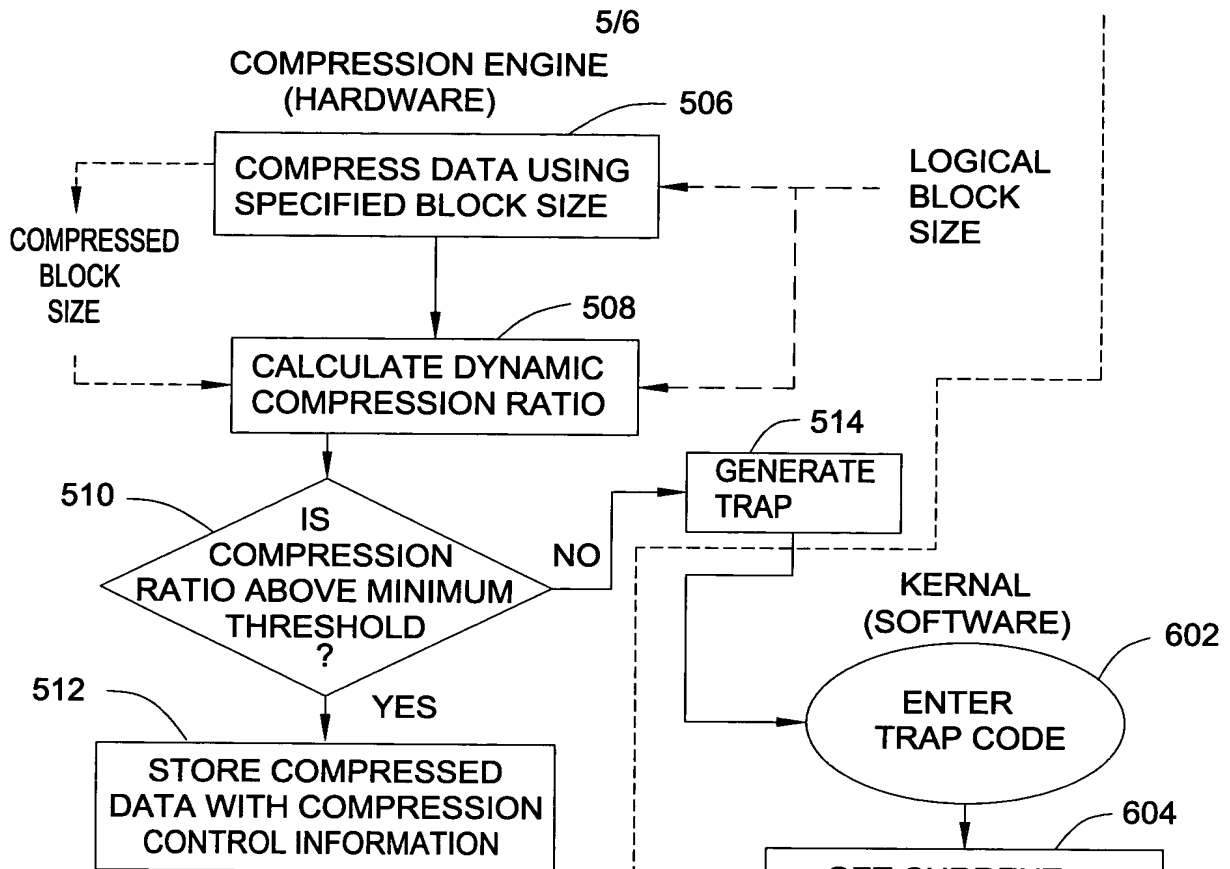 5/6
COMPRESSION ENGINE
(HARDWARE)
506
COMPRESS DATA USING
SPECIFIED BLOCK SIZE
LOGICAL
BLOCK
SIZE
COMPRESSED
BLOCK
SIZE
508
CALCULATE DYNAMIC
COMPRESSION RATIO
514
GENERATE
TRAP
510
IS
COMPRESSION
RATIO ABOVE MINIMUM
THRESHOLD
?
NO
KERNAL
(SOFTWARE)
602
ENTER
TRAP CODE
512
YES
STORE COMPRESSED
DATA WITH COMPRESSION
CONTROL INFORMATION
604